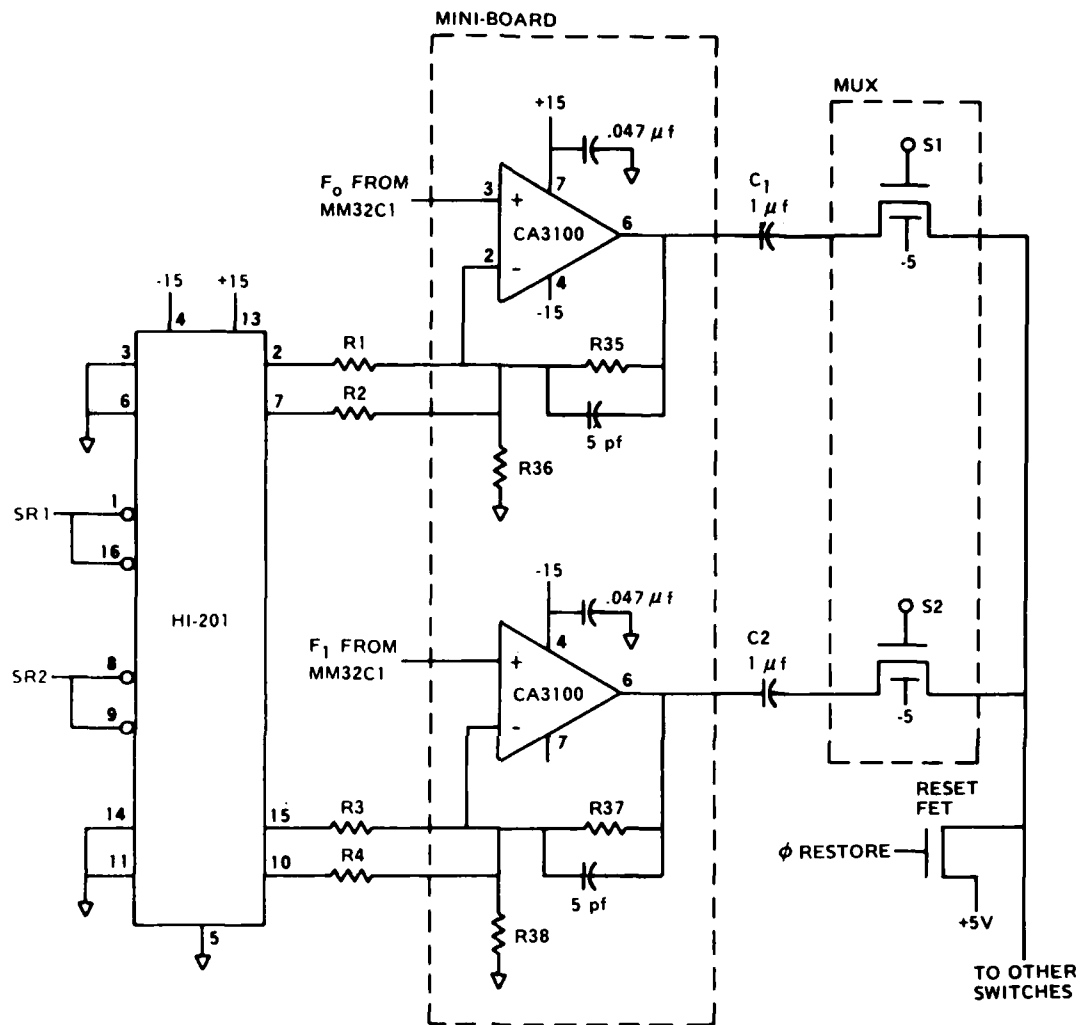 MINI-BOARD
MUX
+15
.047 µf
7
F₀ FROM
MM32C1
3
+
CA3100
6
2
-
4
-15
C1
1 µf
S1
-5
-15
+15
4
13
3
2
R1
R35
6
7
R2
5 pf
R36
SR1
1
16
HI-201
SR2
8
9
-15
.047 µf
4
F₁ FROM
MM32C1
+
CA3100
6
-
7
C2
1 µf
S2
-5
14
15
R3
R37
11
10
R4
5 pf
R38
5
RESET
FET
ϕ RESTORE
+5V
TO OTHER
SWITCHES